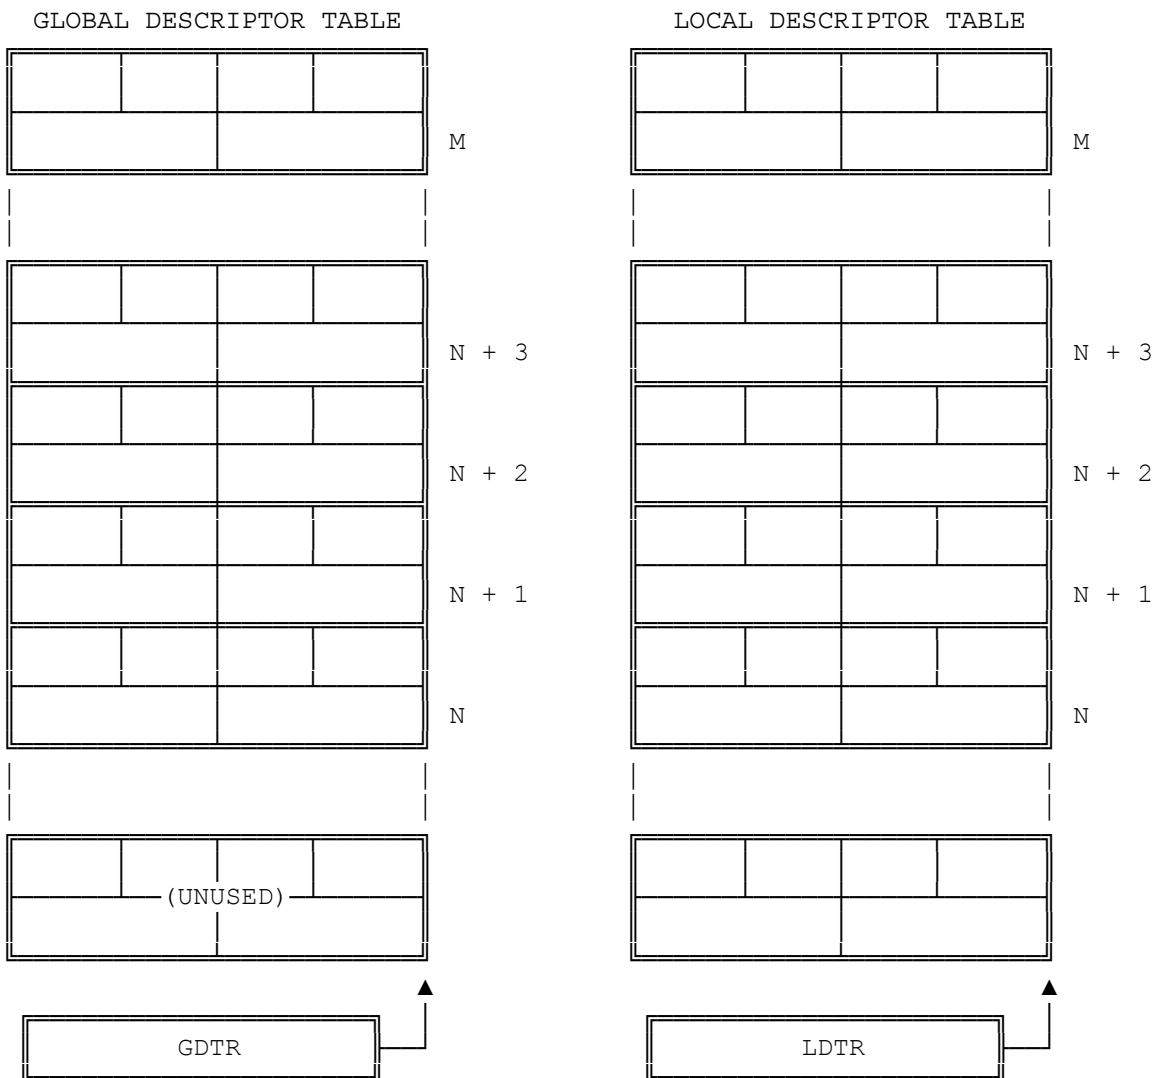 GLOBAL DESCRIPTOR TABLE LOCAL DESCRIPTOR TABLE
M M
N + 3 N + 3
N + 2 N + 2
N + 1 N + 1
N N
(UNUSED)
GDTR LDTR